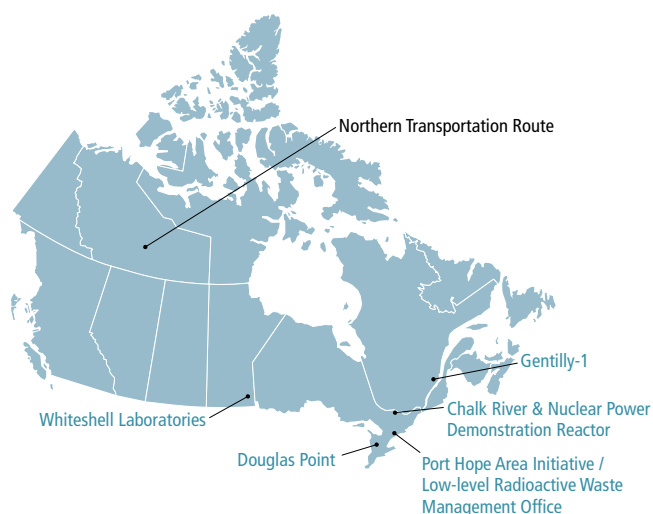 Northern Transportation Route
Gentilly-1
Chalk River & Nuclear Power
Demonstration Reactor
Whiteshell Laboratories
Douglas Point
Port Hope Area Initiative /
Low-level Radioactive Waste
Management Office